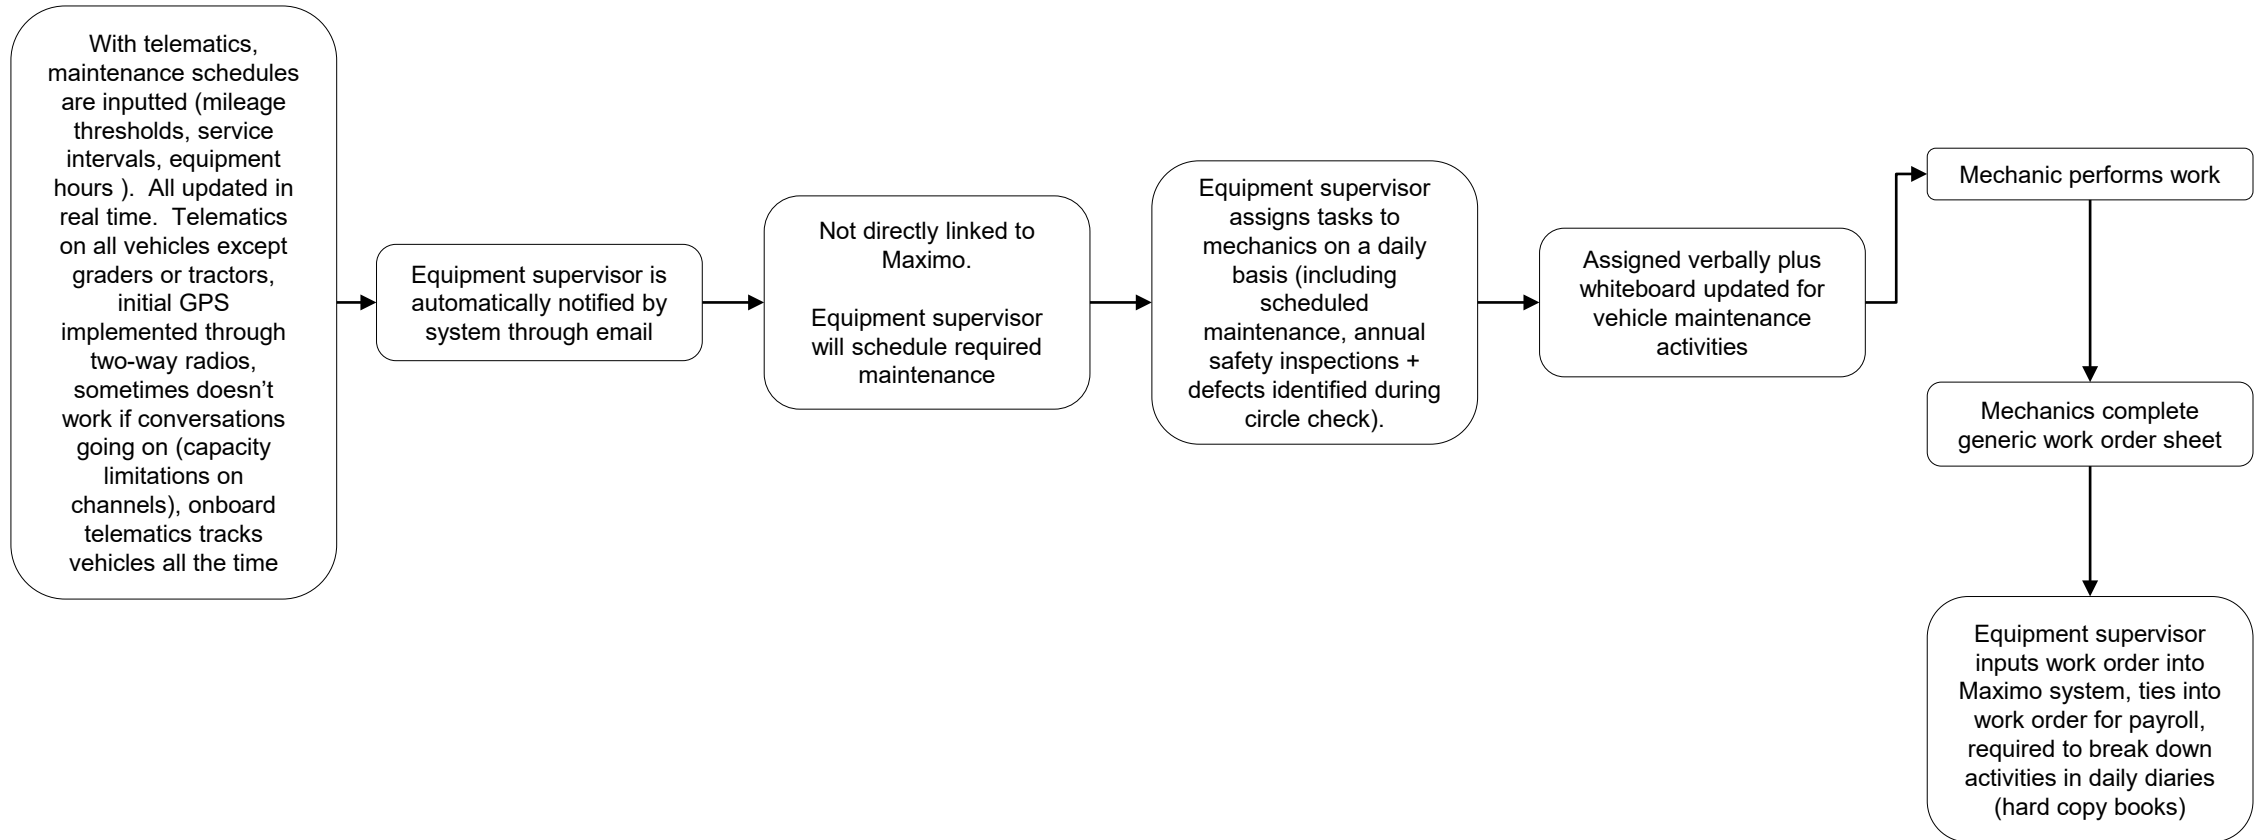 With telematics,
maintenance schedules
are inputted (mileage
thresholds, service
intervals, equipment
hours ).  All updated in
real time.  Telematics
on all vehicles except
graders or tractors,
initial GPS
implemented through
two-way radios,
sometimes doesn’t
work if conversations
going on (capacity
limitations on
channels), onboard
telematics tracks
vehicles all the time
Equipment supervisor is
automatically notified by
system through email
Not directly linked to
Maximo.
Equipment supervisor
will schedule required
maintenance
Equipment supervisor
assigns tasks to
mechanics on a daily
basis (including
scheduled
maintenance, annual
safety inspections +
defects identified during
circle check).
Assigned verbally plus
whiteboard updated for
vehicle maintenance
activities
Mechanic performs work
Mechanics complete
generic work order sheet
Equipment supervisor
inputs work order into
Maximo system, ties into
work order for payroll,
required to break down
activities in daily diaries
(hard copy books)